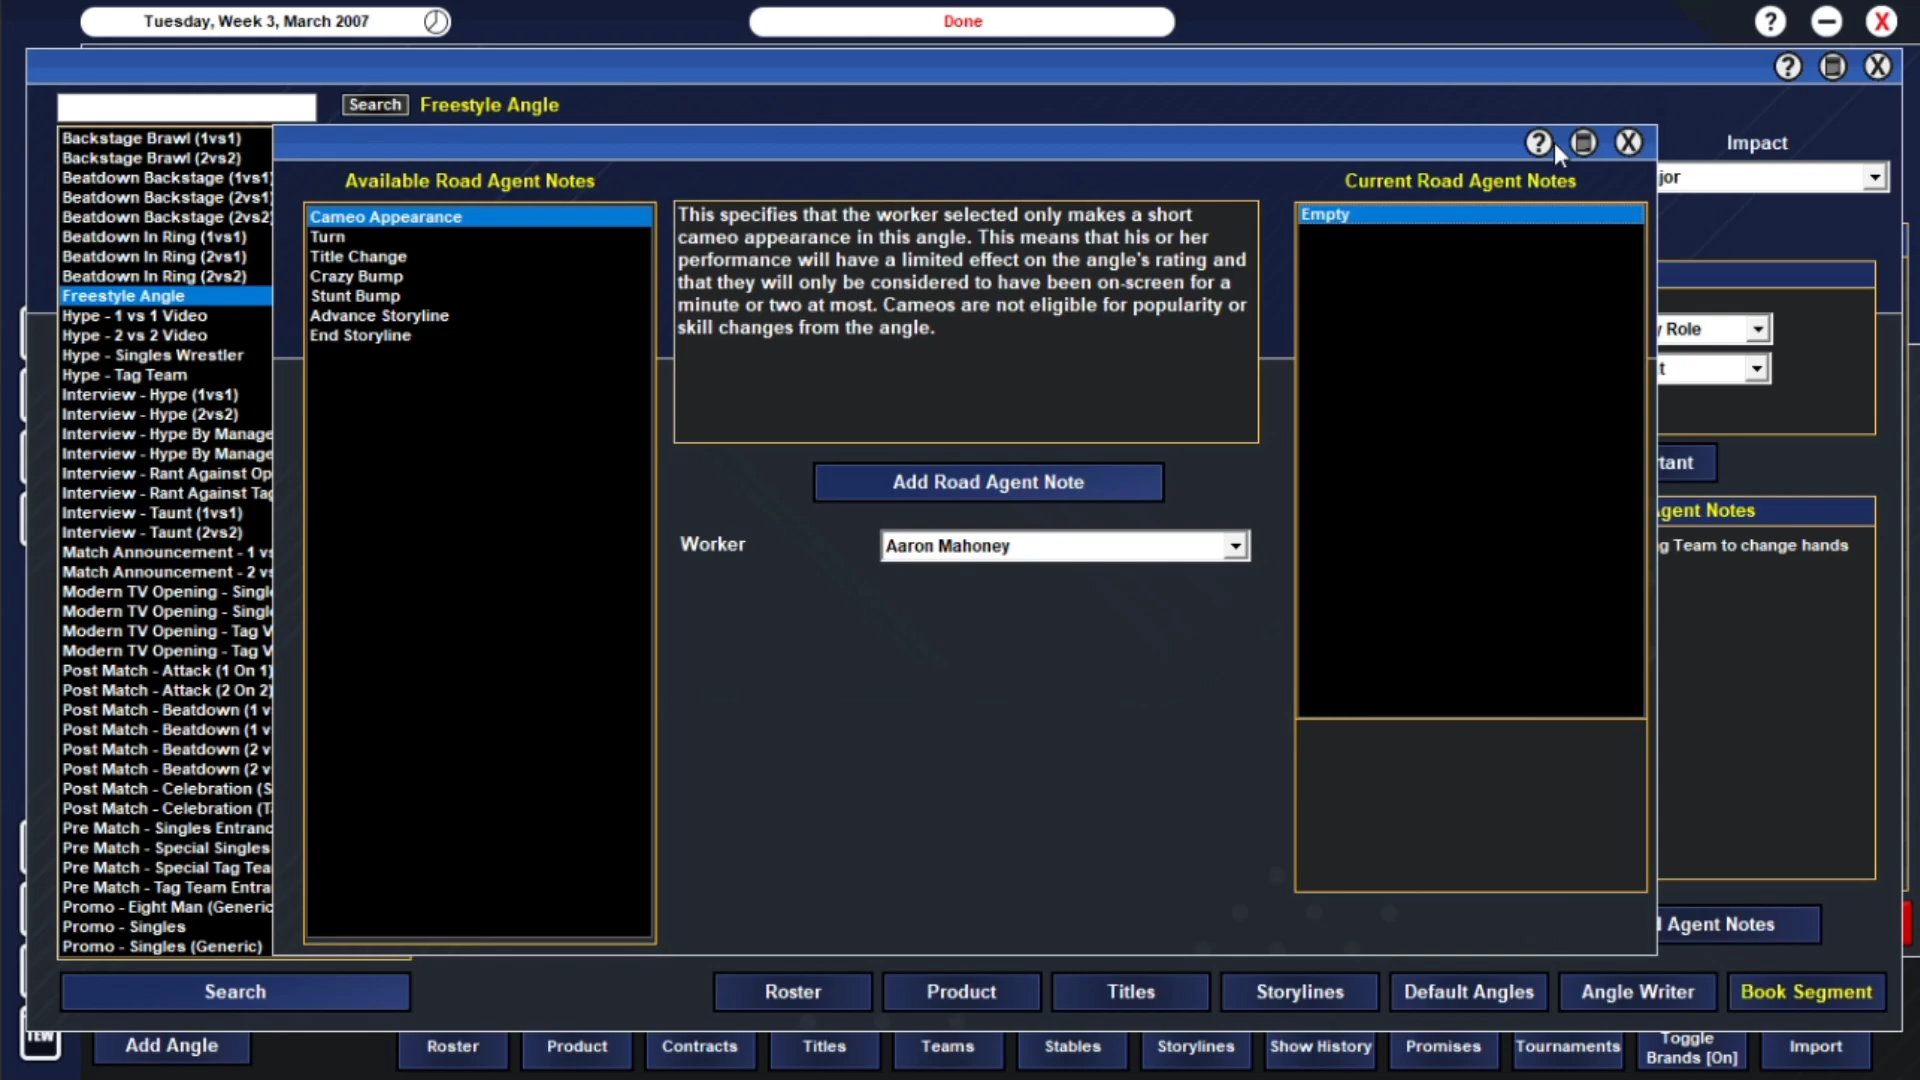 Tuesday, Week 3, March 2007
Done
Search
Freestyle Angle
Impact
jor
Backstage Brawl (1vs1)
Backstage Brawl (2vs2)
Beatdown Backstage (1vs1)
Beatdown Backstage (2vs1)
Beatdown Backstage (2vs2)
Beatdown In Ring (1vs1)
Beatdown In Ring (2vs1)
Beatdown In Ring (2vs2)
Freestyle Angle
Hype - 1 vs 1 Video
Hype - 2 vs 2 Video
Hype - Singles Wrestler
Hype - Tag Team
Interview - Hype (1vs1)
Interview - Hype (2vs2)
Interview - Hype By Manage
Interview - Hype By Manage
Interview - Rant Against Op
Interview - Rant Against Tag
Interview - Taunt (1vs1)
Interview - Taunt (2vs2)
Match Announcement - 1 vs
Match Announcement - 2 vs
Modern TV Opening - Singl
Modern TV Opening - Singl
Modern TV Opening - Tag V
Modern TV Opening - Tag V
Post Match - Attack (1 On 1)
Post Match - Attack (2 On 2)
Post Match - Beatdown (1 v
Post Match - Beatdown (1 v
Post Match - Beatdown (2 v
Post Match - Beatdown (2 v
Post Match - Celebration (S
Post Match - Celebration (T
Pre Match - Singles Entranc
Pre Match - Special Singles
Pre Match - Special Tag Tea
Pre Match - Tag Team Entra
Promo - Eight Man (Generic
Promo - Singles
Promo - Singles (Generic)
Available Road Agent Notes
Cameo Appearance
Turn
Title Change
Crazy Bump
Stunt Bump
Advance Storyline
End Storyline
This specifies that the worker selected only makes a short
cameo appearance in this angle. This means that his or her
performance will have a limited effect on the angle's rating and
that they will only be considered to have been on-screen for a
minute or two at most. Cameos are not eligible for popularity or
skill changes from the angle.
Add Road Agent Note
Worker
Aaron Mahoney
Current Road Agent Notes
Empty
y Role
t
tant
gent Notes
g Team to change hands
Agent Notes
Search
Roster
Product
Titles
Storylines
Default Angles
Angle Writer
Book Segment
TEW
Add Angle
Roster
Product
Contracts
Titles
Teams
Stables
Storylines
Show History
Promises
Tournaments
Toggle
Brands [On]
Import